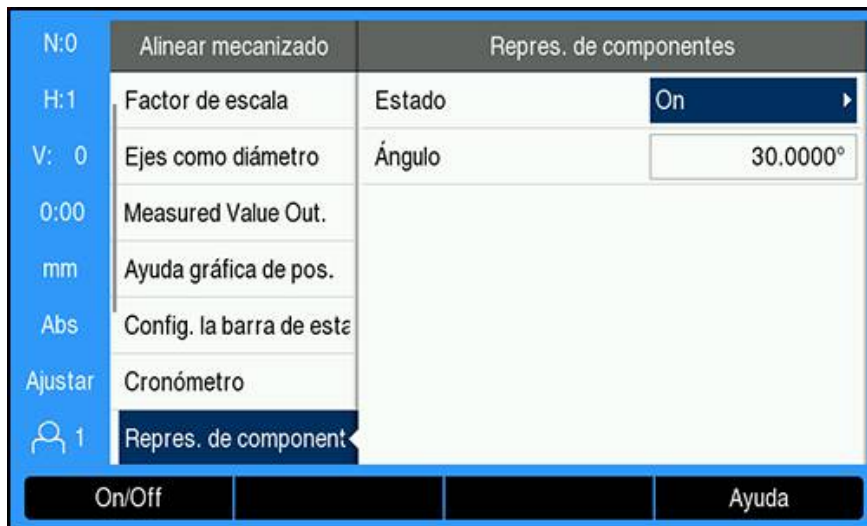 N:0
Alinear mecanizado
Repres. de componentes
H:1
Factor de escala
Estado
On
V: 0
Ejes como diámetro
Ángulo
30.0000°
0:00
Measured Value Out.
mm
Ayuda gráfica de pos.
Abs
Config. la barra de esta
Ajustar
Cronómetro
1
Repres. de component
On/Off
Ayuda